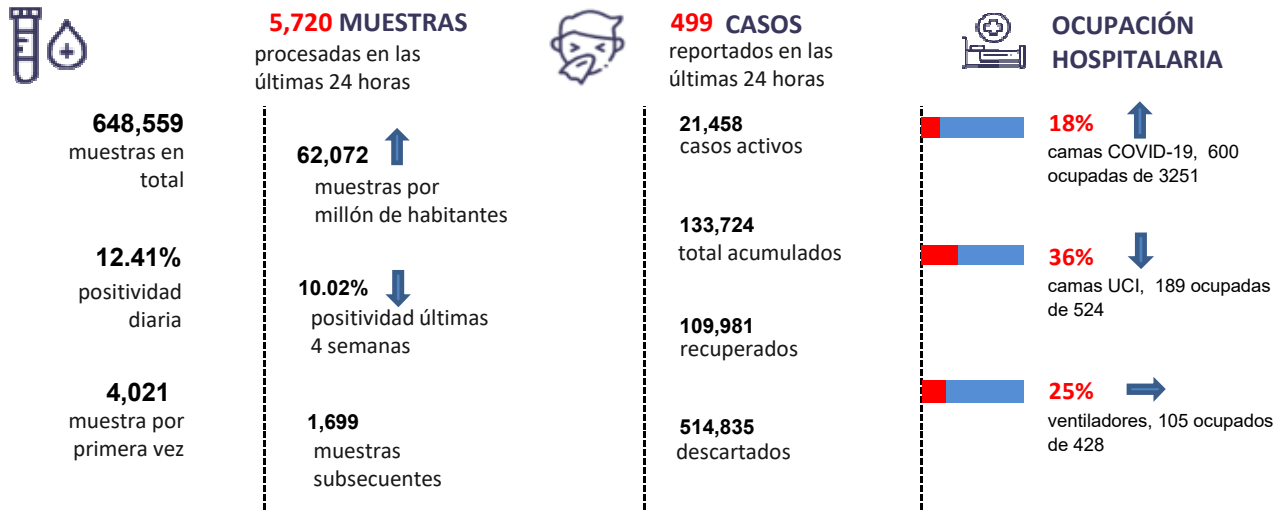 5,720 MUESTRAS
procesadas en las
últimas 24 horas
648,559
muestras en
total
62,072
muestras por
millón de habitantes
12.41%
positividad
diaria
10.02%
positividad últimas
4 semanas
4,021
muestra por
primera vez
1,699
muestras
subsecuentes
499 CASOS
reportados en las
últimas 24 horas
21,458
casos activos
133,724
total acumulados
109,981
recuperados
514,835
descartados
OCUPACIÓN
HOSPITALARIA
18%
camas COVID-19, 600
ocupadas de 3251
36%
camas UCI, 189 ocupadas
de 524
25%
ventiladores, 105 ocupados
de 428